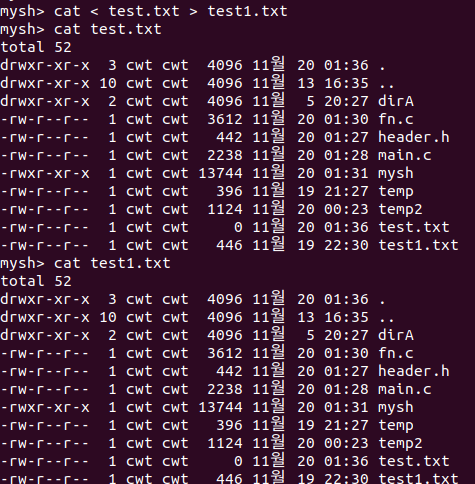 mysh> cat < test.txt > test1.txt
mysh> cat test.txt
total 52
drwxr-xr-x  3 cwt cwt  4096 11월 20 01:36 .
drwxr-xr-x 10 cwt cwt  4096 11월 13 16:35 ..
drwxr-xr-x  2 cwt cwt  4096 11월  5 20:27 dirA
-rw-r--r--  1 cwt cwt  3612 11월 20 01:30 fn.c
-rw-r--r--  1 cwt cwt   442 11월 20 01:27 header.h
-rw-r--r--  1 cwt cwt  2238 11월 20 01:28 main.c
-rwxr-xr-x  1 cwt cwt 13744 11월 20 01:31 mysh
-rw-r--r--  1 cwt cwt   396 11월 19 21:27 temp
-rw-r--r--  1 cwt cwt  1124 11월 20 00:23 temp2
-rw-r--r--  1 cwt cwt     0 11월 20 01:36 test.txt
-rw-r--r--  1 cwt cwt   446 11월 19 22:30 test1.txt
mysh> cat test1.txt
total 52
drwxr-xr-x  3 cwt cwt  4096 11월 20 01:36 .
drwxr-xr-x 10 cwt cwt  4096 11월 13 16:35 ..
drwxr-xr-x  2 cwt cwt  4096 11월  5 20:27 dirA
-rw-r--r--  1 cwt cwt  3612 11월 20 01:30 fn.c
-rw-r--r--  1 cwt cwt   442 11월 20 01:27 header.h
-rw-r--r--  1 cwt cwt  2238 11월 20 01:28 main.c
-rwxr-xr-x  1 cwt cwt 13744 11월 20 01:31 mysh
-rw-r--r--  1 cwt cwt   396 11월 19 21:27 temp
-rw-r--r--  1 cwt cwt  1124 11월 20 00:23 temp2
-rw-r--r--  1 cwt cwt     0 11월 20 01:36 test.txt
-rw-r--r--  1 cwt cwt   446 11월 19 22:30 test1.txt